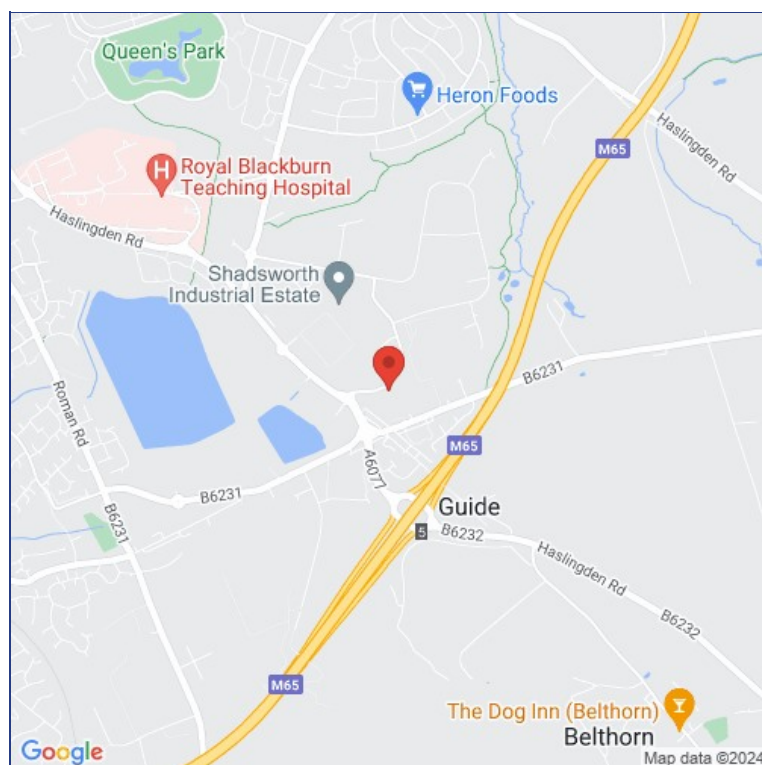 Queen's Park
Heron Foods
M65
Haslingden Rd
Royal Blackburn
Teaching Hospital
Haslingden Rd
Shadsworth
Industrial Estate
B6231
Roman Rd
M65
A6077
B6231
B6231
Guide
5
B6232
Haslingden Rd
B6232
M65
The Dog Inn (Belthorn)
Belthorn
Google
Map data ©2024